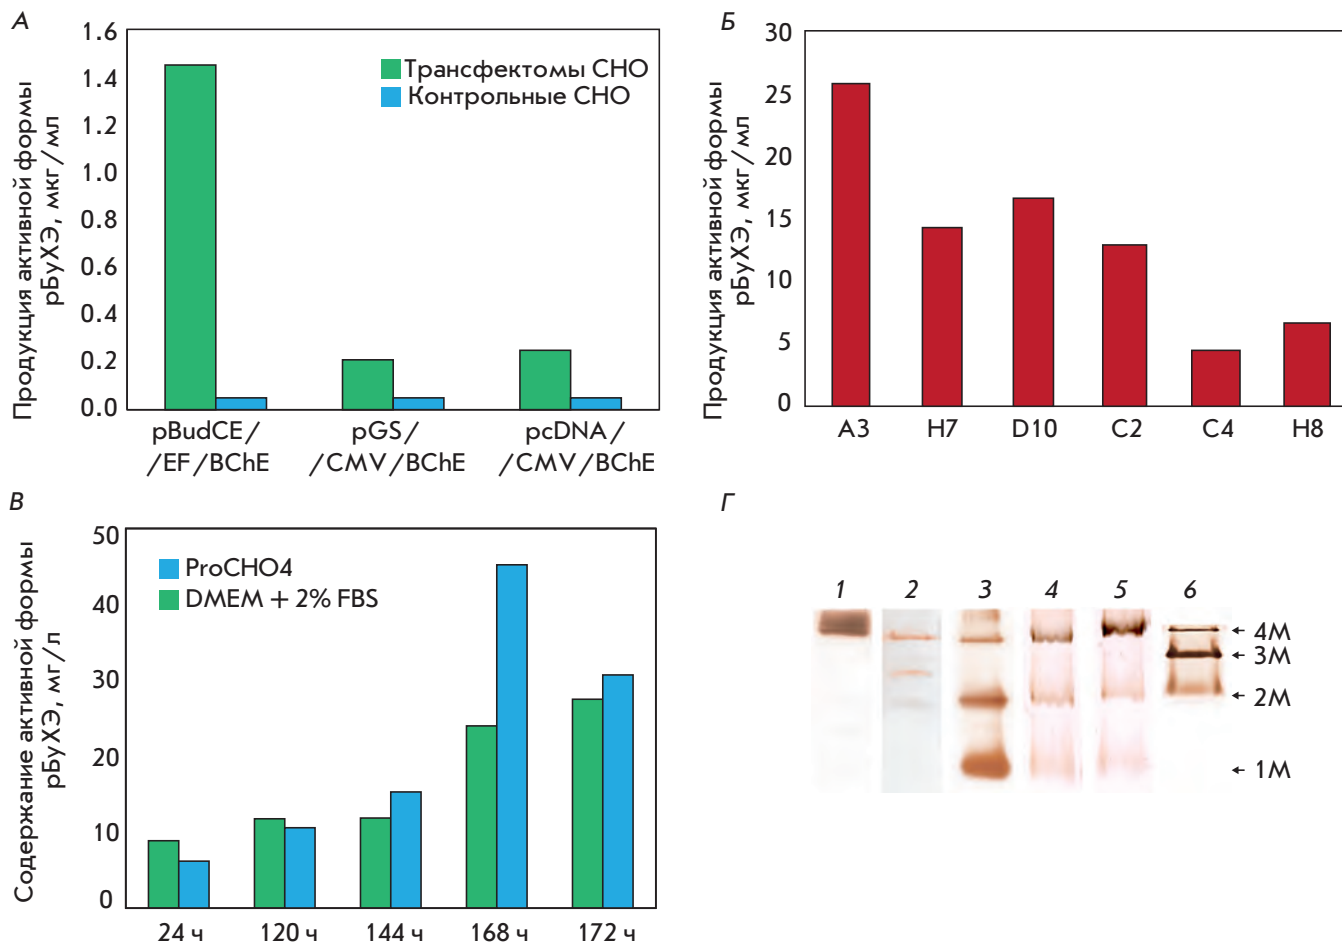 А
Продукция активной формы
рБуХЭ, мкг/мл
1.6
1.4
1.2
1.0
0.8
0.6
0.4
0.2
0.0
Трансфектомы CHO
Контрольные CHO
pBudCE/
/EF/BChE
pGS/
/CMV/BChE
pcDNA/
/CMV/BChE
Б
Продукция активной формы
рБуХЭ, мкг/мл
30
25
20
15
10
5
0
A3
H7
D10
C2
C4
H8
В
Содержание активной формы
рБуХЭ, мг/л
50
40
30
20
10
0
ProCHO4
DMEM + 2% FBS
24 ч
120 ч
144 ч
168 ч
172 ч
Г
1 2 3 4 5 6
4М
3М
2М
1М